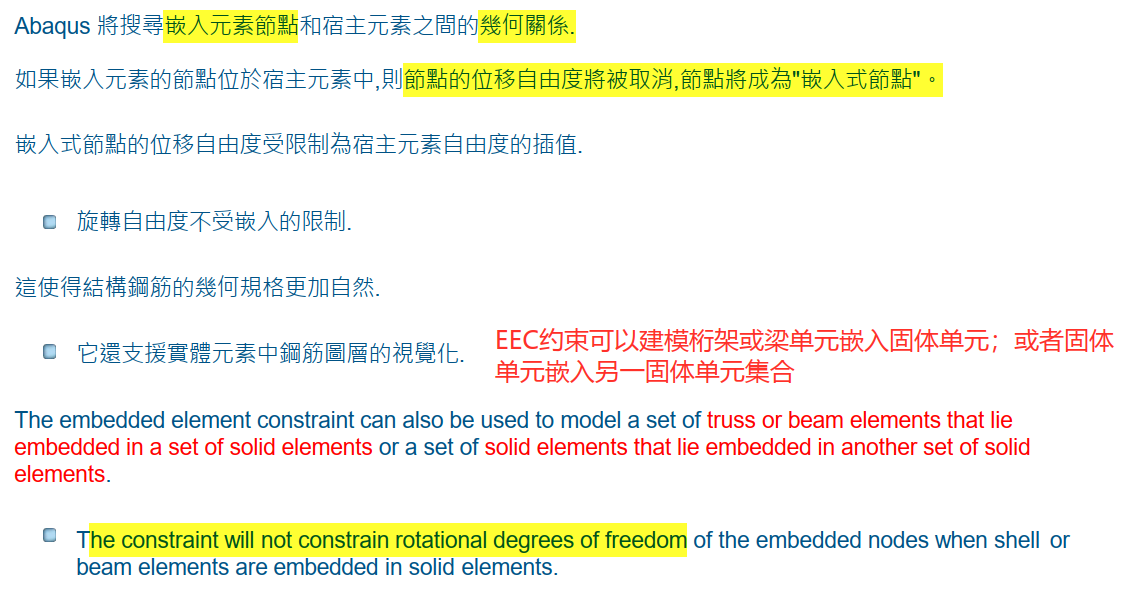 Abaqus 將搜尋嵌入元素節點和宿主元素之間的幾何關係.
如果嵌入元素的節點位於宿主元素中,則節點的位移自由度將被取消,節點將成為"嵌入式節點"。
嵌入式節點的位移自由度受限制為宿主元素自由度的插值.
旋轉自由度不受嵌入的限制.
這使得結構鋼筋的幾何規格更加自然.
它還支援實體元素中鋼筋圖層的視覺化.
EEC约束可以建模桁架或梁单元嵌入固体单元；或者固体
单元嵌入另一固体单元集合
The embedded element constraint can also be used to model a set of truss or beam elements that lie
embedded in a set of solid elements or a set of solid elements that lie embedded in another set of solid
elements.
The constraint will not constrain rotational degrees of freedom of the embedded nodes when shell or
beam elements are embedded in solid elements.